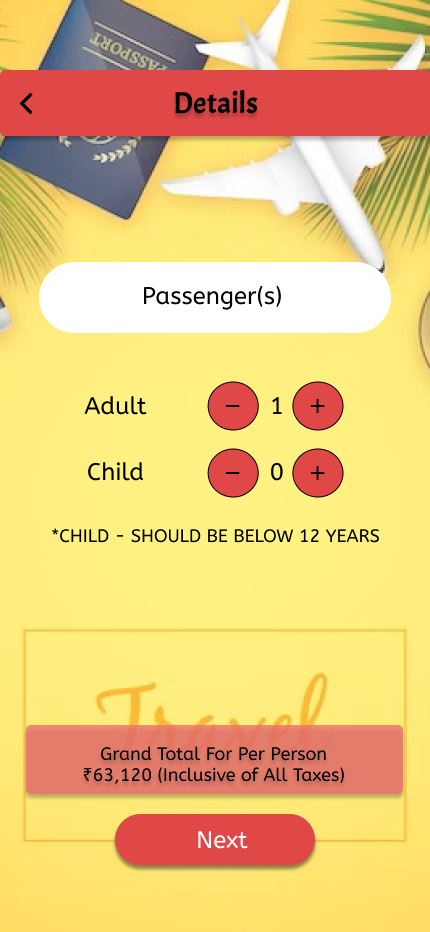 PASSPORT
Details
Passenger(s)
Adult − 1 +
Child − 0 +
*CHILD - SHOULD BE BELOW 12 YEARS
Travel
Grand Total For Per Person
₹63,120 (Inclusive of All Taxes)
Next